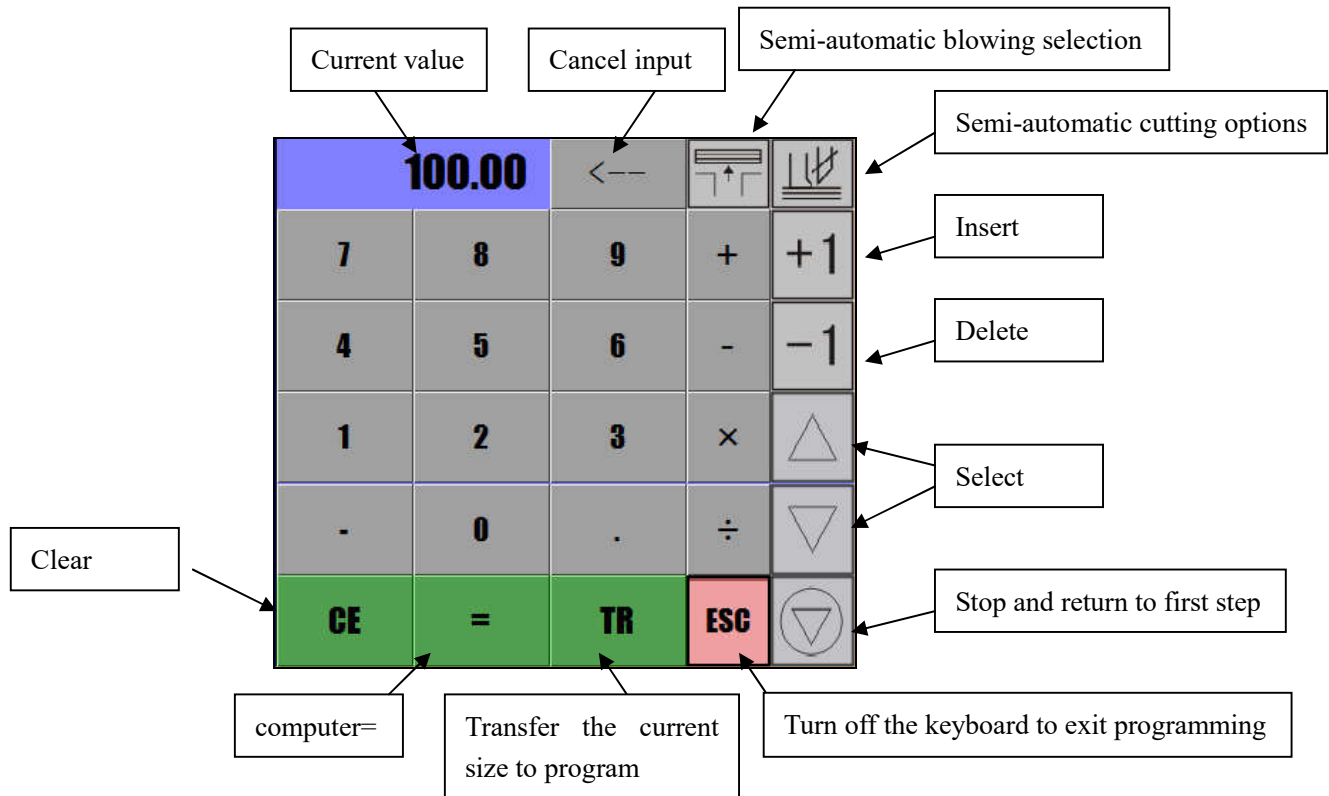 Semi-automatic blowing selection
Current value
Cancel input
Semi-automatic cutting options
100.00
<--
7
8
9
+
+1
Insert
4
5
6
-
-1
Delete
1
2
3
×
Select
-
0
.
÷
Clear
CE
=
TR
ESC
Stop and return to first step
computer=
Transfer the current
size to program
Turn off the keyboard to exit programming